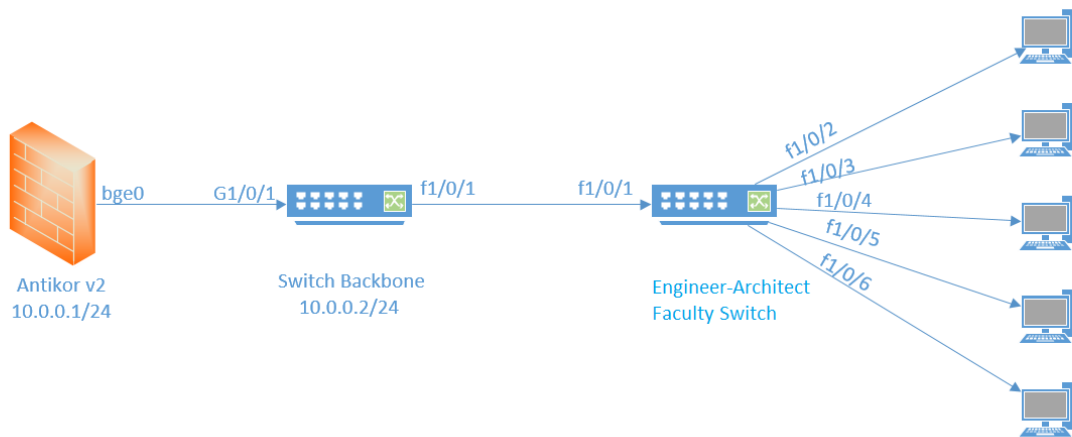 bge0
G1/0/1
f1/0/1
f1/0/1
f1/0/2
f1/0/3
f1/0/4
f1/0/5
f1/0/6
Antikor v2
10.0.0.1/24
Switch Backbone
10.0.0.2/24
Engineer-Architect
Faculty Switch